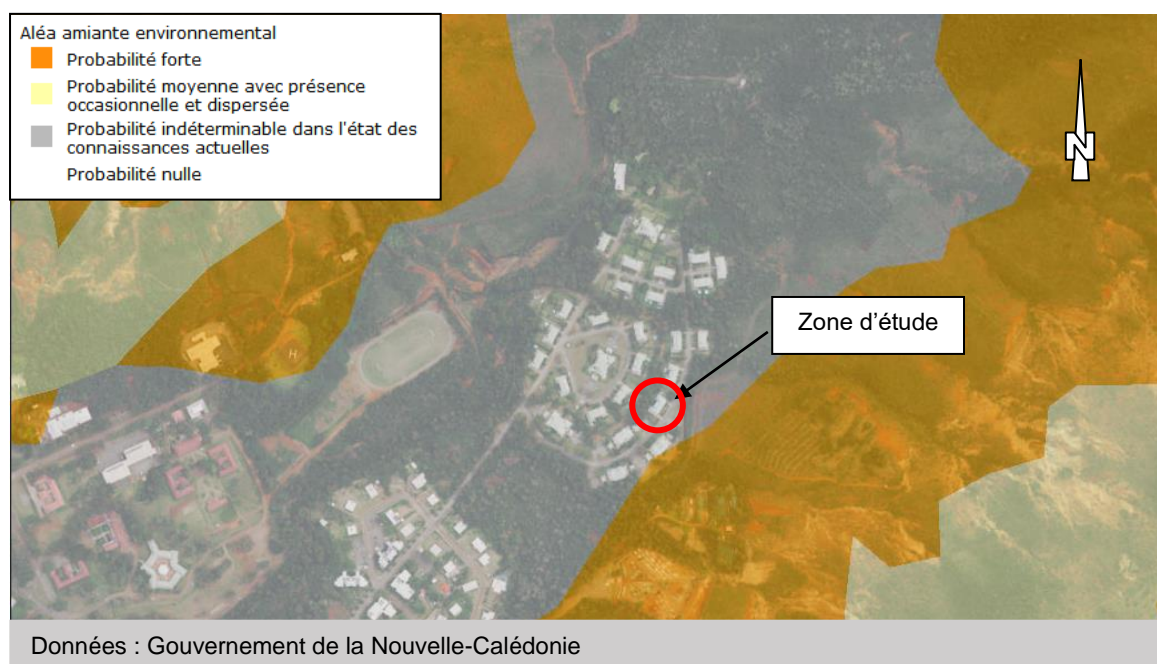 Aléa amiante environnemental
Probabilité forte
Probabilité moyenne avec présence
occasionnelle et dispersée
Probabilité indéterminable dans l'état des
connaissances actuelles
Probabilité nulle
N
Zone d'étude
H
Données : Gouvernement de la Nouvelle-Calédonie